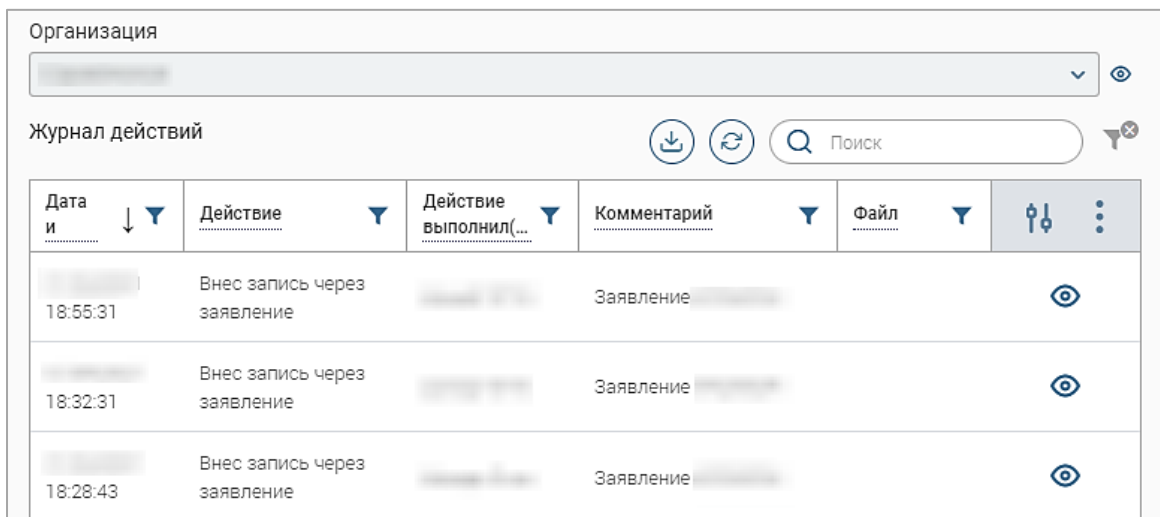 Организация
Журнал действий
Поиск
Дата
и
Действие
Действие
выполнил(...
Комментарий
Файл
18:55:31
Внес запись через
заявление
Заявление
18:32:31
Внес запись через
заявление
Заявление
18:28:43
Внес запись через
заявление
Заявление